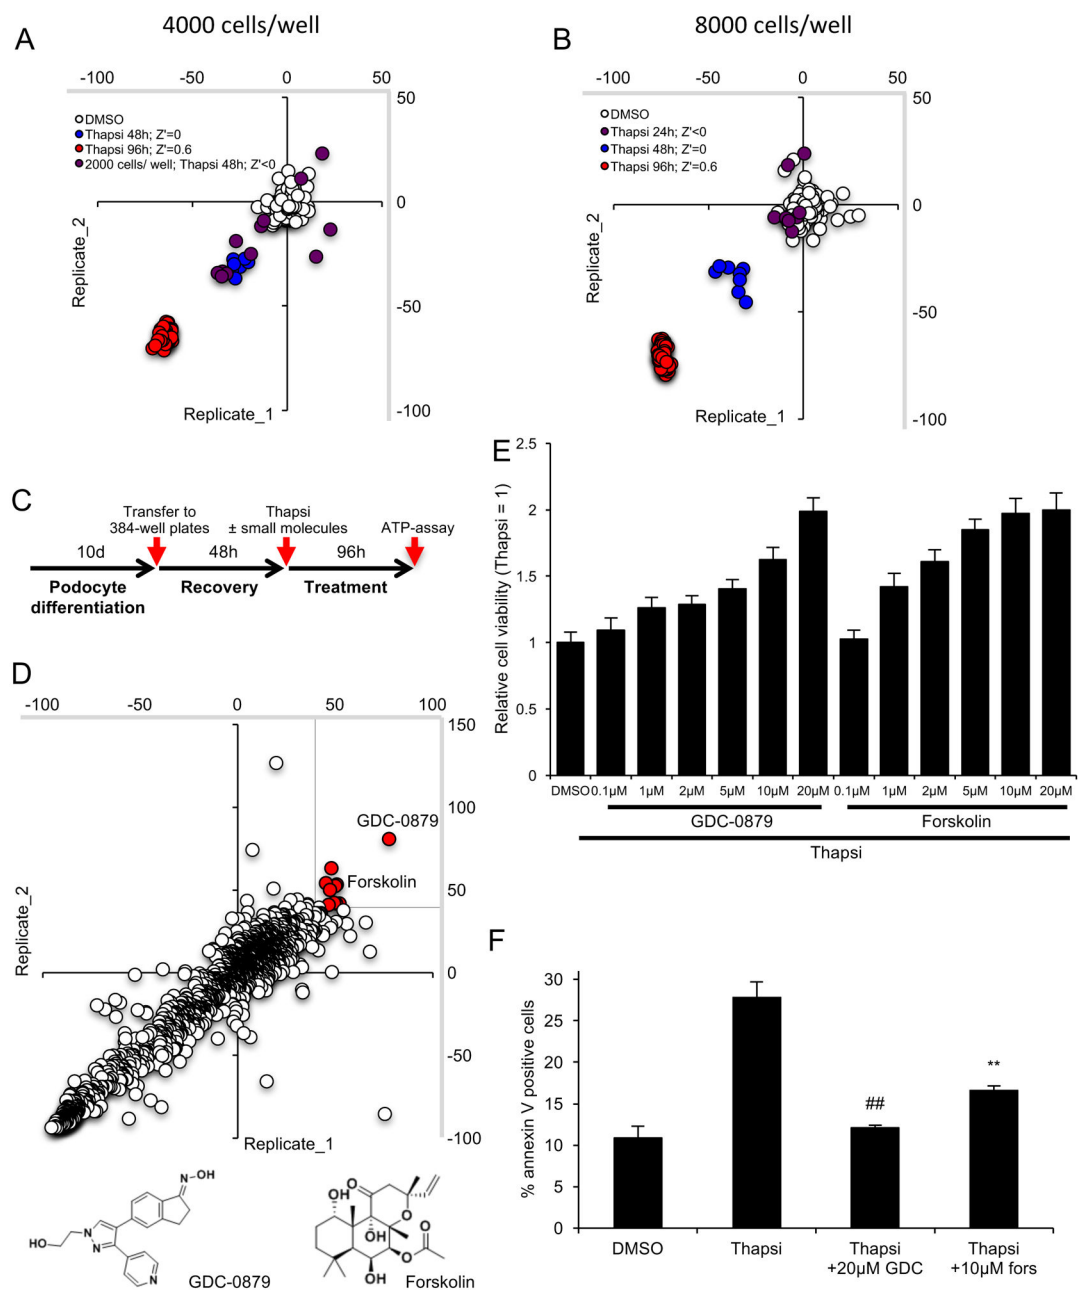 4000 cells/well
8000 cells/well
A
-100
-50
0
50
50
0
-50
-100
DMSO
Thapsi 48h; Z'=0
Thapsi 96h; Z'=0.6
2000 cells/ well; Thapsi 48h; Z'<0
Replicate_2
Replicate_1
B
-100
-50
0
50
50
0
-50
-100
DMSO
Thapsi 24h; Z'<0
Thapsi 48h; Z'=0
Thapsi 96h; Z'=0.6
Replicate_2
Replicate_1
C
Transfer to
384-well plates
Thapsi
± small molecules
ATP-assay
10d
48h
96h
Podocyte
differentiation
Recovery
Treatment
D
-100
-50
0
50
100
150
100
50
0
-50
-100
GDC-0879
Forskolin
Replicate_2
Replicate_1
N
OH
HO
N
N
N
GDC-0879
OH
O
O
OH
O
O
H
OH
Forskolin
E
Relative cell viability (Thapsi = 1)
2.5
2
1.5
1
0.5
0
DMSO 0.1µM 1µM 2µM 5µM 10µM 20µM 0.1µM 1µM 2µM 5µM 10µM 20µM
GDC-0879
Forskolin
Thapsi
F
% annexin V positive cells
30
25
20
15
10
5
0
##
**
DMSO
Thapsi
Thapsi
+20µM GDC
Thapsi
+10µM fors